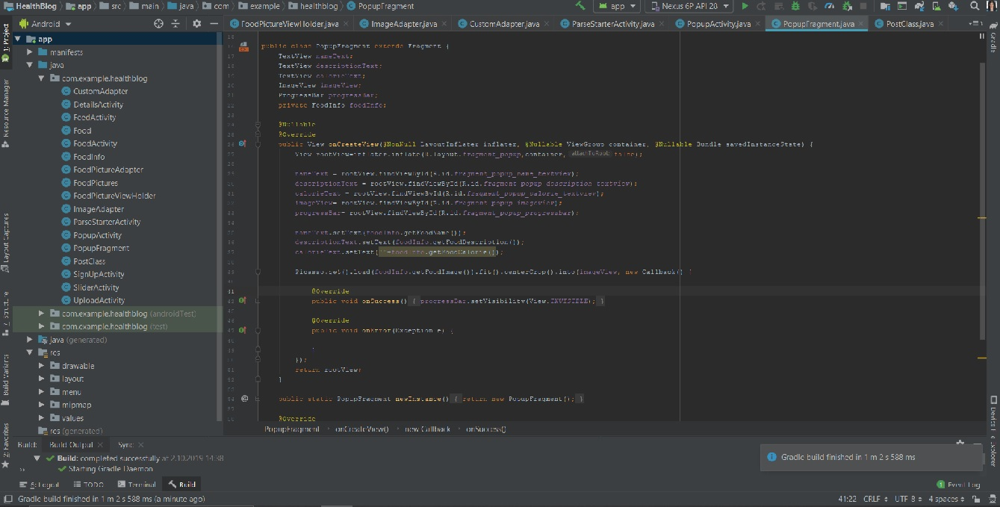 HealthBlog app src main java com example healthblog PopupFragment
app Nexus 6P API 28
Android
FoodPictureViewHolder.java ImageAdapter.java CustomAdapter.java ParseStarterActivity.java PopupActivity.java PopupFragment.java PostClass.java
1: Project
Resource Manager
Layout Captures
7: Structure
Build Variants
2: Favorites
Gradle
app
manifests
java
com.example.healthblog
CustomAdapter
DetailsActivity
FeedActivity
Food
FoodActivity
FoodInfo
FoodPictureAdapter
FoodPictures
FoodPictureViewHolder
ImageAdapter
ParseStarterActivity
PopupActivity
PopupFragment
PostClass
SignUpActivity
SliderActivity
UploadActivity
com.example.healthblog (androidTest)
com.example.healthblog (test)
java (generated)
res
drawable
layout
menu
mipmap
values
res (generated)
public class PopupFragment extends Fragment {
TextView nameText;
TextView descriptionText;
TextView calorieText;
ImageView imageView;
ProgressBar progressBar;
private FoodInfo foodInfo;
@Nullable
@Override
public View onCreateView(@NonNull LayoutInflater inflater, @Nullable ViewGroup container, @Nullable Bundle savedInstanceState) {
View rootView=inflater.inflate(R.layout.fragment_popup,container, attachToRoot: false);
nameText = rootView.findViewById(R.id.fragment_popup_name_textview);
descriptionText = rootView.findViewById(R.id.fragment_popup_description_textview);
calorieText = rootView.findViewById(R.id.fragment_popup_calorie_textview);
imageView= rootView.findViewById(R.id.fragment_popup_imageview);
progressBar= rootView.findViewById(R.id.fragment_popup_progressbar);
nameText.setText(foodInfo.getFoodName());
descriptionText.setText(foodInfo.getFoodDescription());
calorieText.setText(""+foodInfo.getFoodCalorie());
Picasso.get().load(foodInfo.getFoodImage()).fit().centerCrop().into(imageView, new Callback() {
@Override
public void onSuccess() { progressBar.setVisibility(View.INVISIBLE); }
@Override
public void onError(Exception e) {
}
});
return rootView;
}
public static PopupFragment newInstance() { return new PopupFragment(); }
@Override
PopupFragment onCreateView() new Callback onSuccess()
Build: Build Output Sync
Build: completed successfully at 2.10.2019 14:38
Starting Gradle Daemon
Gradle build finished in 1 m 2 s 588 ms
6: Logcat TODO Terminal Build 1 Event Log
Gradle build finished in 1 m 2 s 588 ms (a minute ago) 41:22 CRLF UTF-8 4 spaces